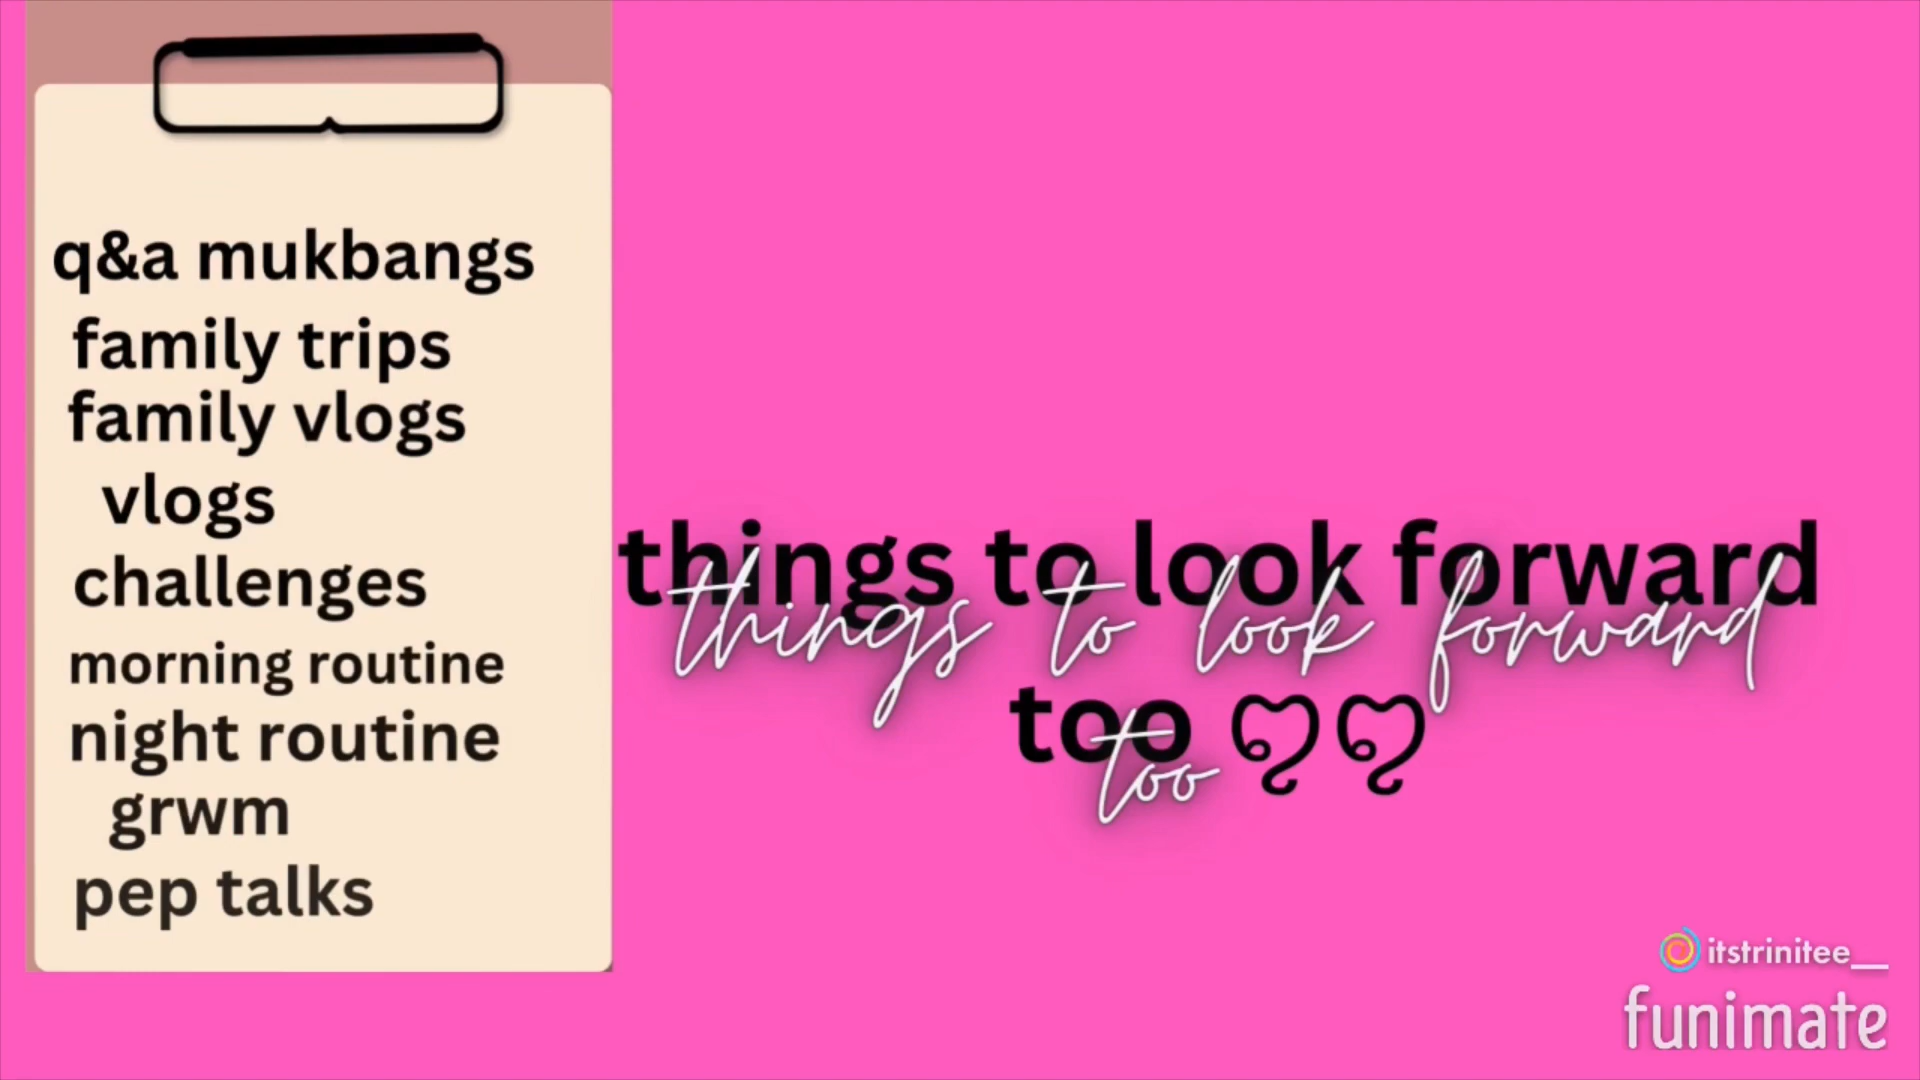 q&a mukbangs
family trips
family vlogs
vlogs
challenges
morning routine
night routine
grwm
pep talks
things to look forward
too ღღ
things to look forward
too
itstrinitee__
funimate